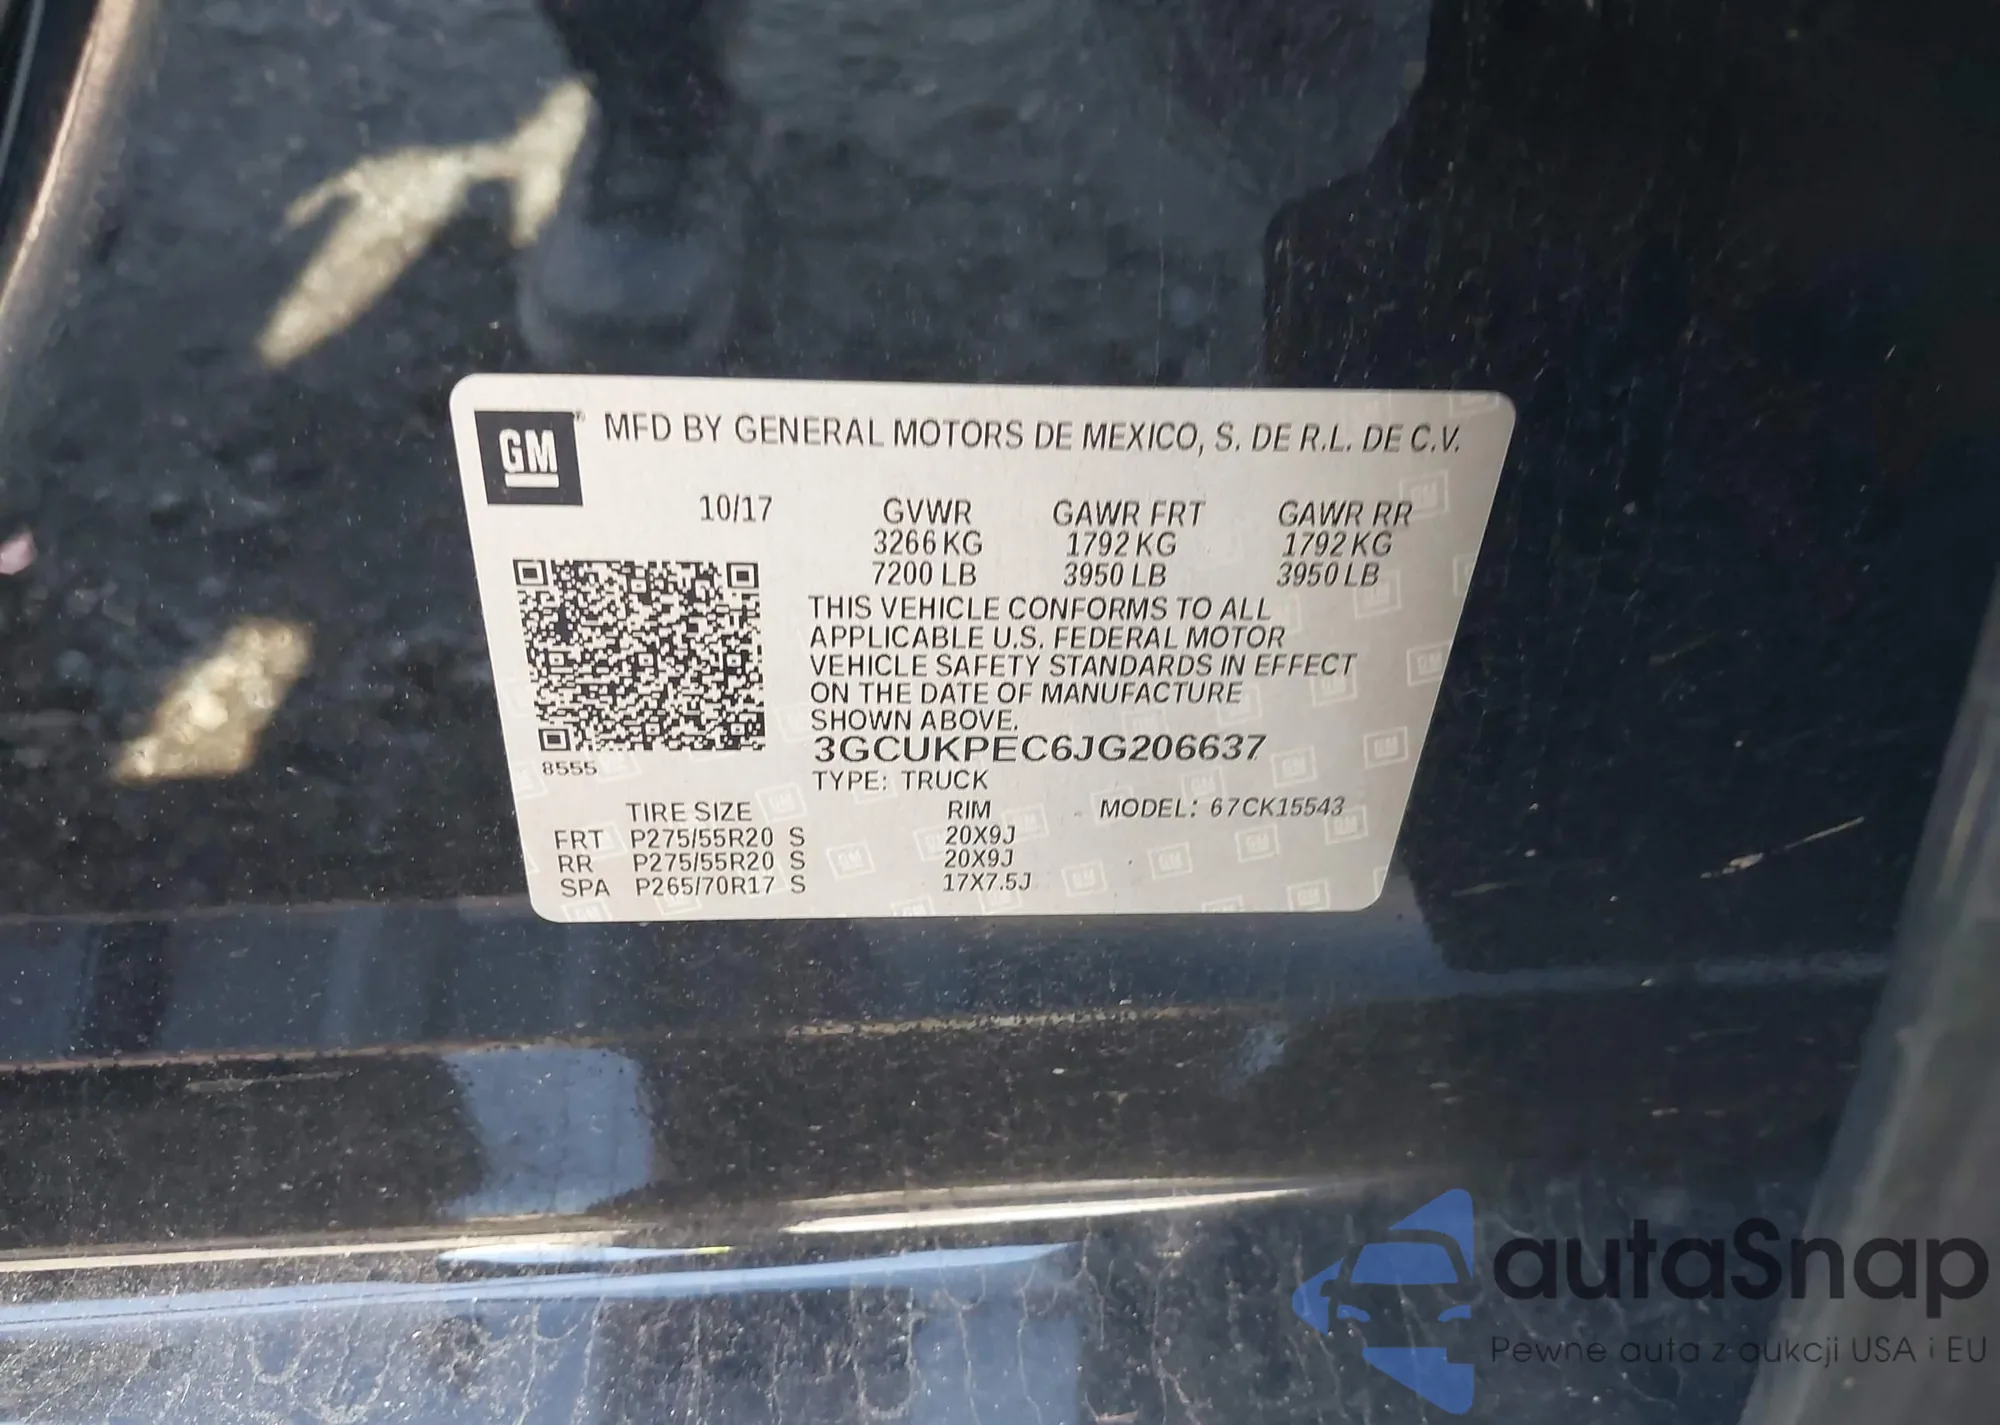 GM
MFD BY GENERAL MOTORS DE MEXICO, S. DE R.L. DE C.V.
10/17 GVWR GAWR FRT GAWR RR
3266 KG 1792 KG 1792 KG
7200 LB 3950 LB 3950 LB
THIS VEHICLE CONFORMS TO ALL
APPLICABLE U.S. FEDERAL MOTOR
VEHICLE SAFETY STANDARDS IN EFFECT
ON THE DATE OF MANUFACTURE
SHOWN ABOVE.
3GCUKPEC6JG206637
8555
TYPE: TRUCK
TIRE SIZE RIM MODEL: 67CK15543
FRT P275/55R20 S 20X9J
RR P275/55R20 S 20X9J
SPA P265/70R17 S 17X7.5J
autaSnap
Pewne auta z aukcji USA i EU